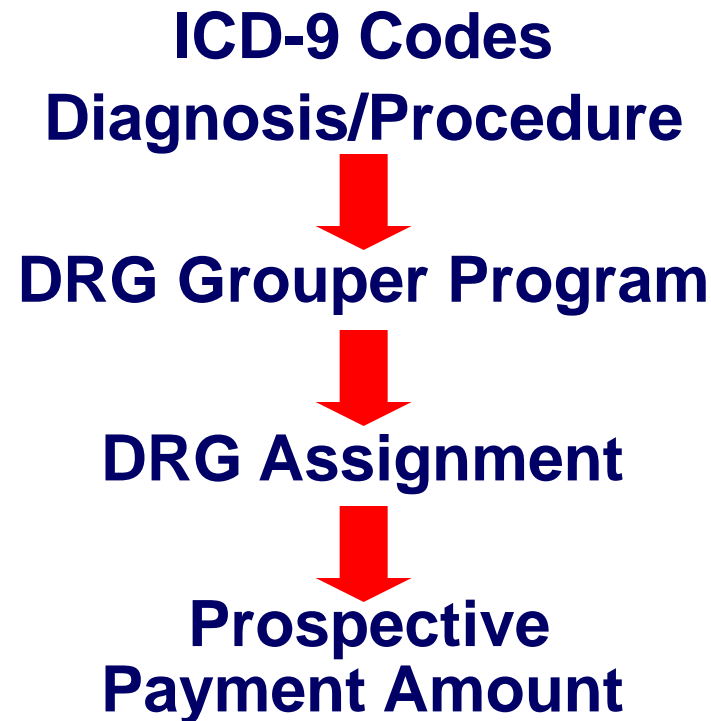 ICD-9 Codes
Diagnosis/Procedure
DRG Grouper Program
DRG Assignment
Prospective
Payment Amount